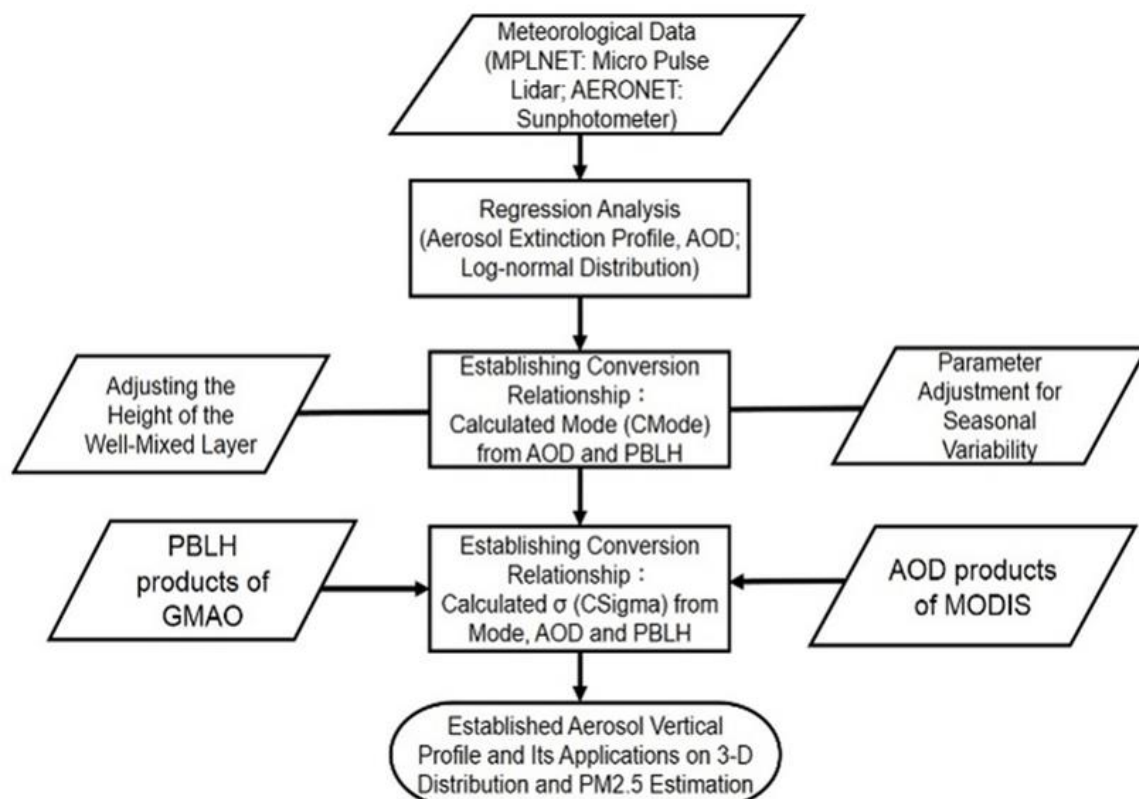 Meteorological Data
(MPLNET: Micro Pulse
Lidar; AERONET:
Sunphotometer)
Regression Analysis
(Aerosol Extinction Profile, AOD;
Log-normal Distribution)
Adjusting the
Height of the
Well-Mixed Layer
Establishing Conversion
Relationship：
Calculated Mode (CMode)
from AOD and PBLH
Parameter
Adjustment for
Seasonal
Variability
PBLH
products of
GMAO
Establishing Conversion
Relationship：
Calculated σ (CSigma) from
Mode, AOD and PBLH
AOD products
of MODIS
Established Aerosol Vertical
Profile and Its Applications on 3-D
Distribution and PM2.5 Estimation